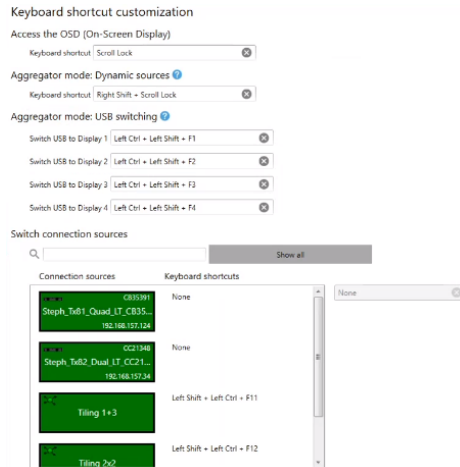 Keyboard shortcut customization
Access the OSD (On-Screen Display)
Keyboard shortcut Scroll Lock
Aggregator mode: Dynamic sources ?
Keyboard shortcut Right Shift + Scroll Lock
Aggregator mode: USB switching ?
Switch USB to Display 1 Left Ctrl + Left Shift + F1
Switch USB to Display 2 Left Ctrl + Left Shift + F2
Switch USB to Display 3 Left Ctrl + Left Shift + F3
Switch USB to Display 4 Left Ctrl + Left Shift + F4
Switch connection sources
Show all
Connection sources Keyboard shortcuts
CB35391 None None
Steph_Tx81_Quad_LT_CB35...
192.168.157.124
CC21348 None
Steph_Tx82_Dual_LT_CC21...
192.168.157.34
Left Shift + Left Ctrl + F11
Tiling 1+3
Left Shift + Left Ctrl + F12
Tiling 2x2